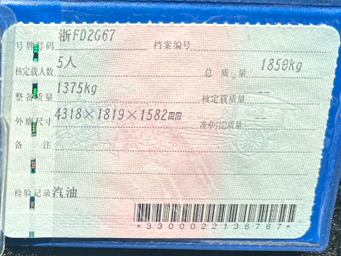 号牌号码 浙FD2G67 档案编号
核定载人数 5人 总质量 1850kg
整备质量 1375kg 核定载质量 --
外廓尺寸 4318×1819×1582mm 准牵引总质量 --
备注
检验记录 汽油
*3300022136767*